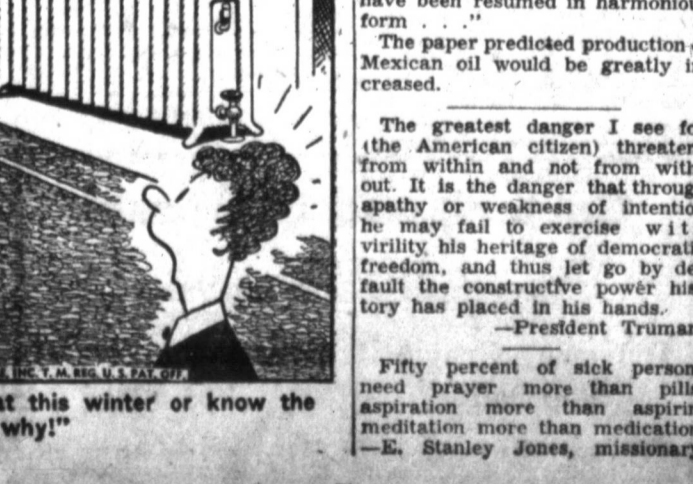 E, INC. T. M. REG. U. S. PAT. OFF.
at this winter or know the
why!"
have been resumed in harmoniou
form . . ."
The paper predicted production
Mexican oil would be greatly i
creased.
The greatest danger I see fo
(the American citizen) threaten
from within and not from with
out. It is the danger that throug
apathy or weakness of intentio
he may fail to exercise wit
virility his heritage of democrati
freedom, and thus let go by de
fault the constructive power his
tory has placed in his hands.
—President Truman
Fifty percent of sick person
need prayer more than pill
aspiration more than aspirin
meditation more than medication
—E. Stanley Jones, missionary